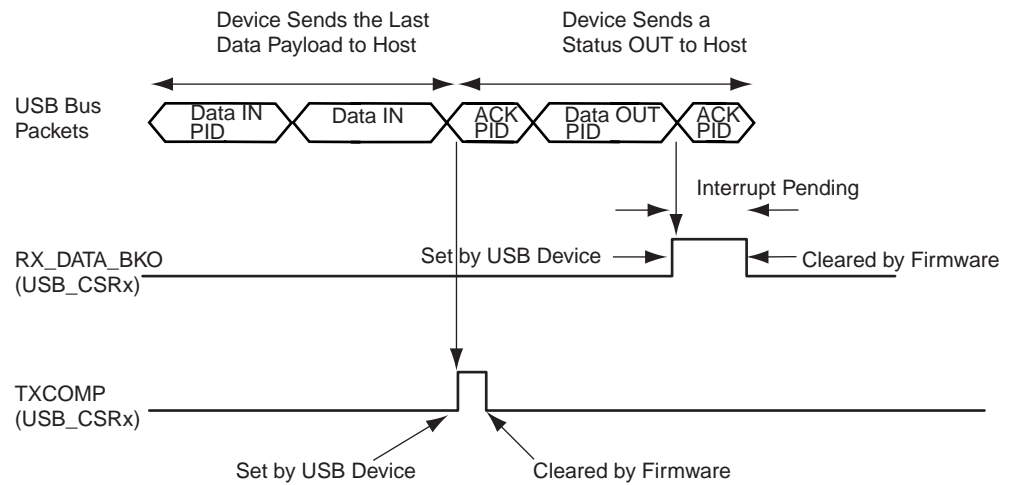 Device Sends the Last
Data Payload to Host
Device Sends a
Status OUT to Host
USB Bus
Packets
Data IN
PID
Data IN
ACK
PID
Data OUT
PID
ACK
PID
Interrupt Pending
RX_DATA_BKO
(USB_CSRx)
Set by USB Device
Cleared by Firmware
TXCOMP
(USB_CSRx)
Set by USB Device
Cleared by Firmware